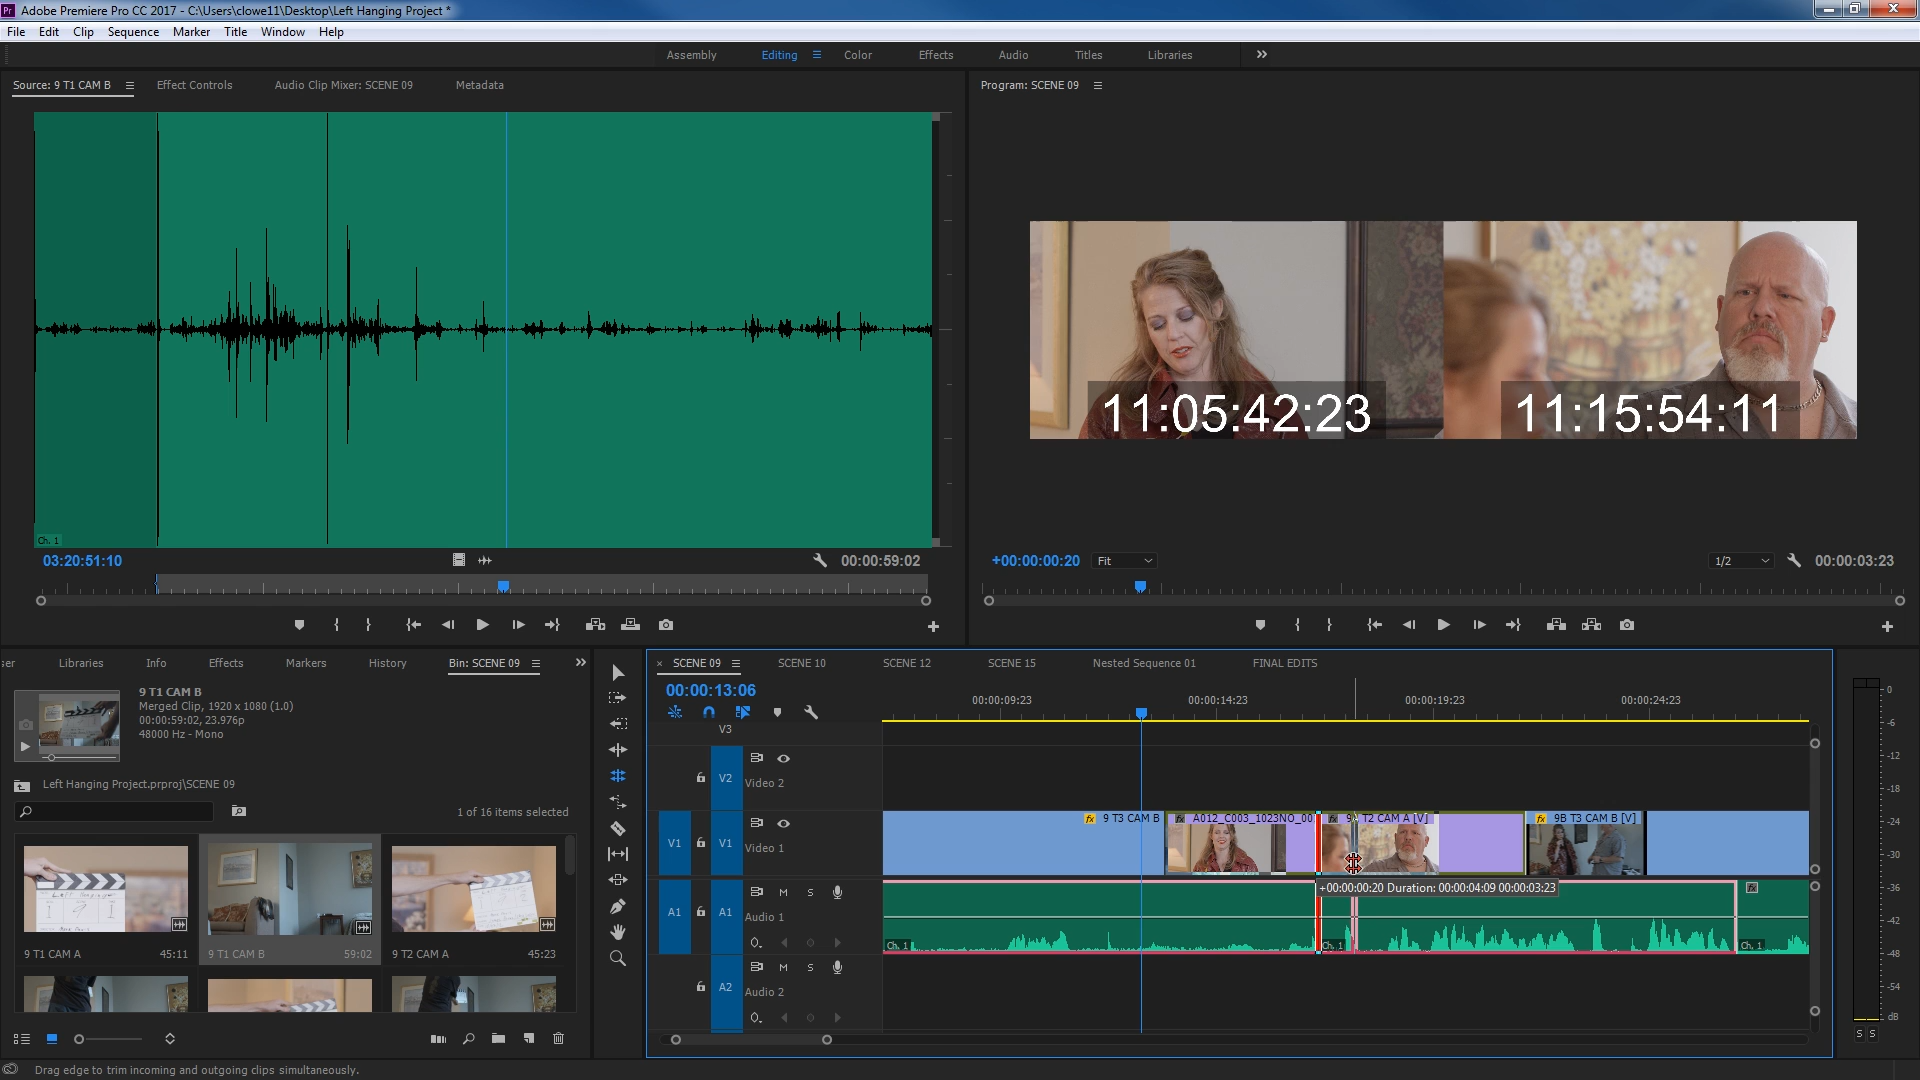 Pr Adobe Premiere Pro CC 2017 - C:\Users\clowe11\Desktop\Left Hanging Project *
File Edit Clip Sequence Marker Title Window Help
Assembly Editing Color Effects Audio Titles Libraries
Source: 9 T1 CAM B Effect Controls Audio Clip Mixer: SCENE 09 Metadata
Program: SCENE 09
11:05:42:23 11:15:54:11
Ch. 1
03:20:51:10 00:00:59:02
+00:00:00:20 Fit 1/2 00:00:03:23
ser Libraries Info Effects Markers History Bin: SCENE 09
9 T1 CAM B
Merged Clip, 1920 x 1080 (1.0)
00:00:59:02, 23.976p
48000 Hz - Mono
Left Hanging Project.prproj\SCENE 09
1 of 16 items selected
9 T1 CAM A 45:11
9 T1 CAM B 59:02
9 T2 CAM A 45:23
× SCENE 09 SCENE 10 SCENE 12 SCENE 15 Nested Sequence 01 FINAL EDITS
00:00:13:06
00:00:09:23 00:00:14:23 00:00:19:23 00:00:24:23
V3
V2 Video 2
V1 V1 Video 1
fx 9 T3 CAM B fx A012_C003_1023NO_00 fx T2 CAM A [V] fx 9B T3 CAM B [V]
+00:00:00:20 Duration: 00:00:04:09 00:00:03:23
A1 A1 M S
Audio 1
Ch. 1 Ch. 1 fx Ch. 1
A2 M S
Audio 2
0
-6
-12
-18
-24
-30
-36
-42
-48
-54
dB
S S
Drag edge to trim incoming and outgoing clips simultaneously.